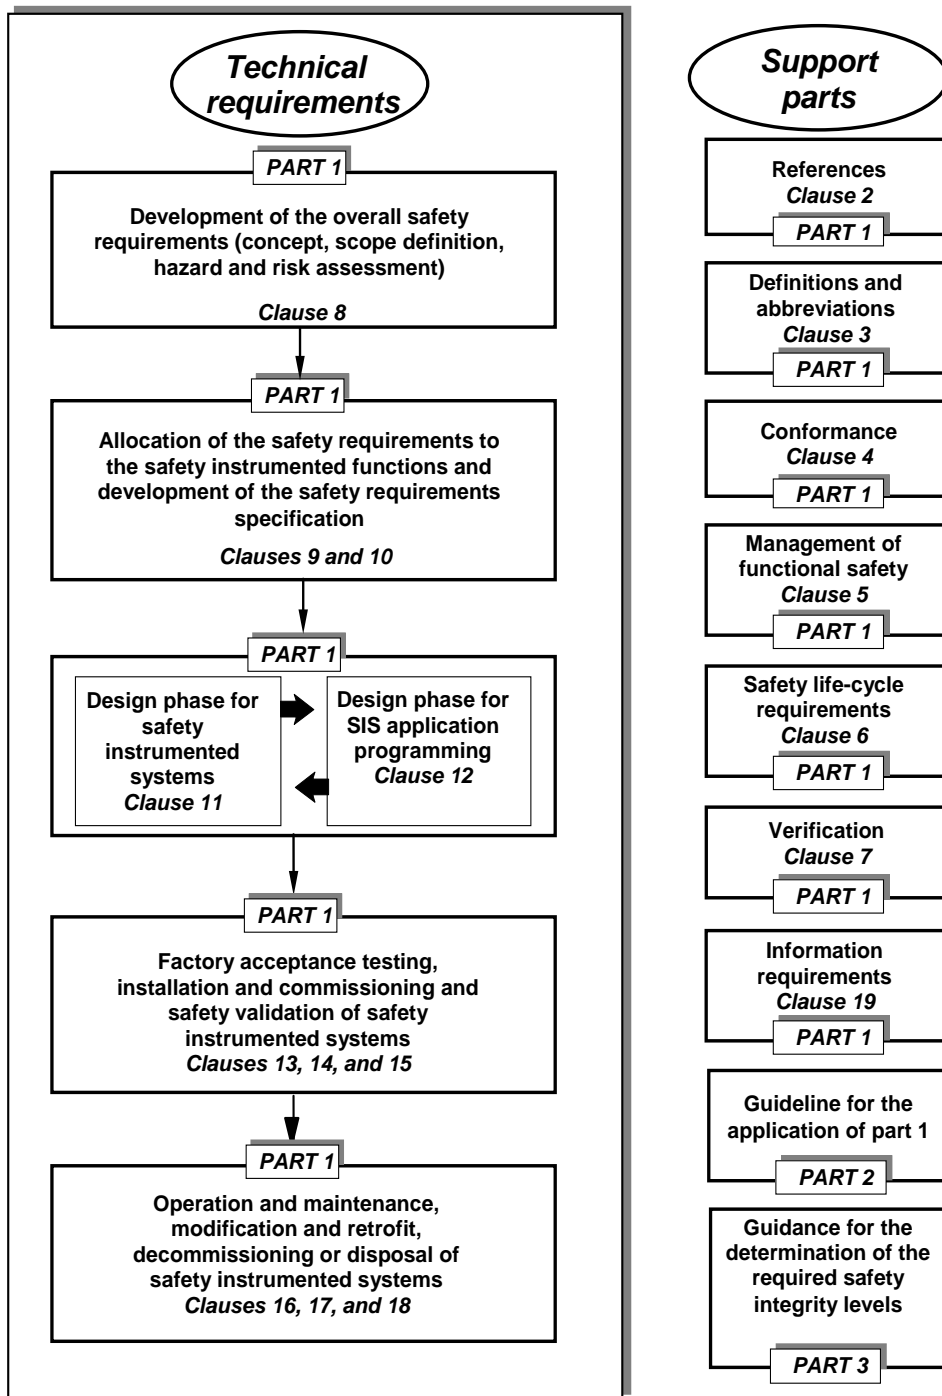 Technical
requirements
PART 1
Development of the overall safety
requirements (concept, scope definition,
hazard and risk assessment)
Clause 8
PART 1
Allocation of the safety requirements to
the safety instrumented functions and
development of the safety requirements
specification
Clauses 9 and 10
PART 1
Design phase for
safety
instrumented
systems
Clause 11
Design phase for
SIS application
programming
Clause 12
PART 1
Factory acceptance testing,
installation and commissioning and
safety validation of safety
instrumented systems
Clauses 13, 14, and 15
PART 1
Operation and maintenance,
modification and retrofit,
decommissioning or disposal of
safety instrumented systems
Clauses 16, 17, and 18
Support
parts
References
Clause 2
PART 1
Definitions and
abbreviations
Clause 3
PART 1
Conformance
Clause 4
PART 1
Management of
functional safety
Clause 5
PART 1
Safety life-cycle
requirements
Clause 6
PART 1
Verification
Clause 7
PART 1
Information
requirements
Clause 19
PART 1
Guideline for the
application of part 1
PART 2
Guidance for the
determination of the
required safety
integrity levels
PART 3